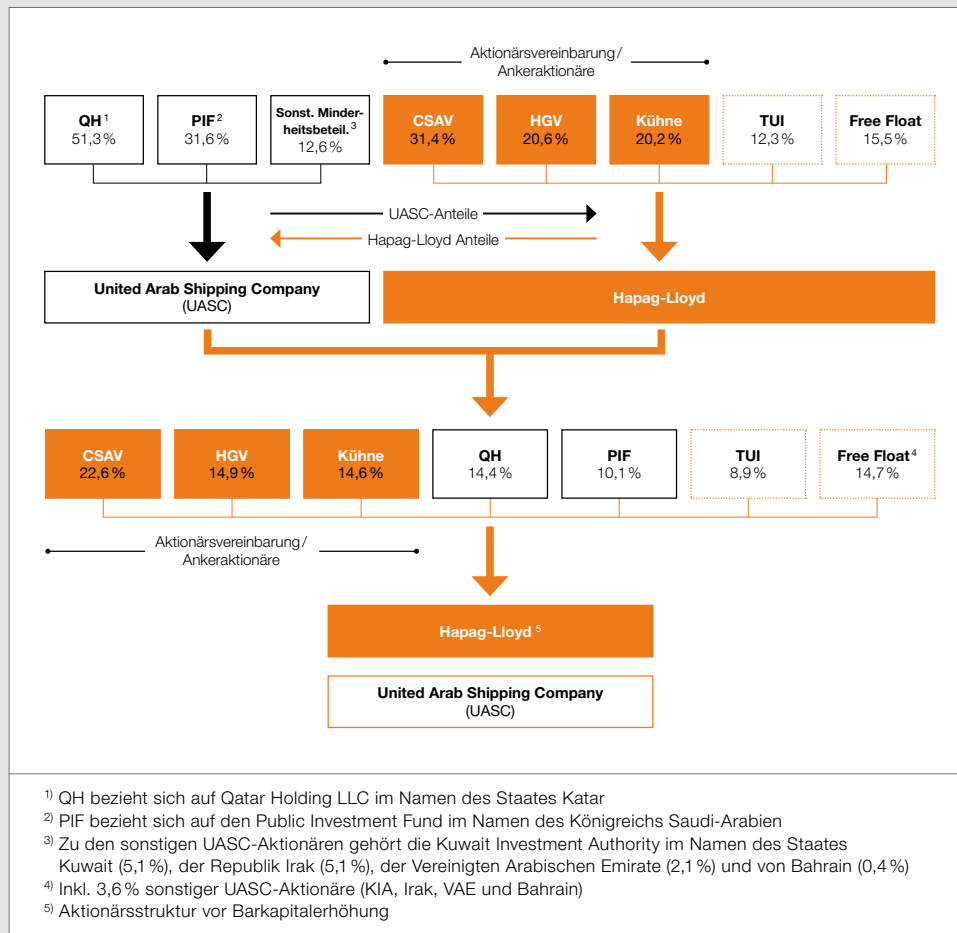 Aktionärsvereinbarung/
Ankeraktionäre
QH 1
51,3 %
PIF 2
31,6 %
Sonst. Minder-
heitsbeteil. 3
12,6 %
CSAV
31,4 %
HGV
20,6 %
Kühne
20,2 %
TUI
12,3 %
Free Float
15,5 %
UASC-Anteile
Hapag-Lloyd Anteile
United Arab Shipping Company
(UASC)
Hapag-Lloyd
CSAV
22,6 %
HGV
14,9 %
Kühne
14,6 %
QH
14,4 %
PIF
10,1 %
TUI
8,9 %
Free Float 4
14,7 %
Aktionärsvereinbarung/
Ankeraktionäre
Hapag-Lloyd 5
United Arab Shipping Company
(UASC)
1) QH bezieht sich auf Qatar Holding LLC im Namen des Staates Katar
2) PIF bezieht sich auf den Public Investment Fund im Namen des Königreichs Saudi-Arabien
3) Zu den sonstigen UASC-Aktionären gehört die Kuwait Investment Authority im Namen des Staates
Kuwait (5,1 %), der Republik Irak (5,1 %), der Vereinigten Arabischen Emirate (2,1 %) und von Bahrain (0,4 %)
4) Inkl. 3,6 % sonstiger UASC-Aktionäre (KIA, Irak, VAE und Bahrain)
5) Aktionärsstruktur vor Barkapitalerhöhung